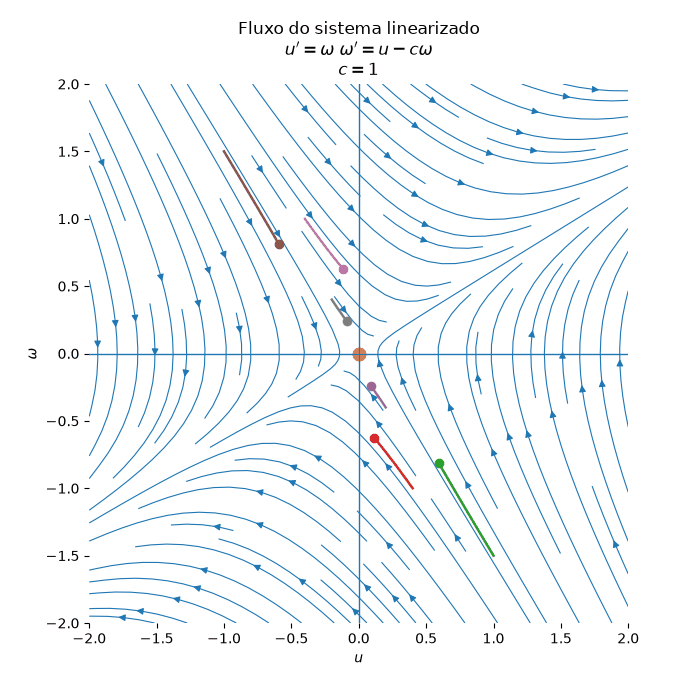 Fluxo do sistema linearizado
u′ = ω ω′ = u − cω
c = 1
2.0
1.5
1.0
0.5
0.0
−0.5
−1.0
−1.5
−2.0
ω
−2.0 −1.5 −1.0 −0.5 0.0 0.5 1.0 1.5 2.0
u